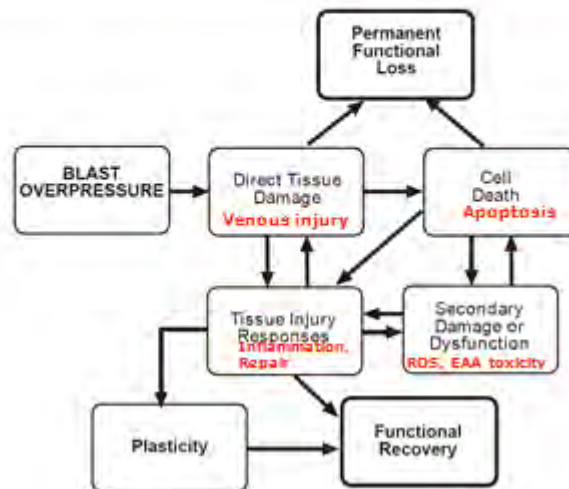 Permanent
Functional
Loss
BLAST
OVERPRESSURE
Direct Tissue
Damage
Venous injury
Cell
Death
Apoptosis
Tissue Injury
Responses
Inflammation,
Repair
Secondary
Damage or
Dysfunction
ROS, EAA toxicity
Plasticity
Functional
Recovery